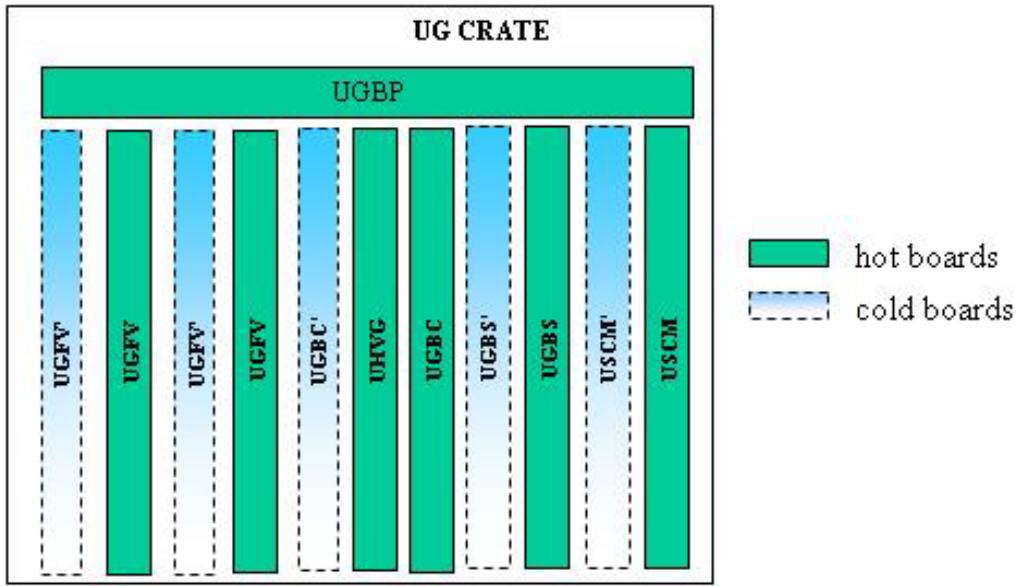 UG CRATE
UGBP
UGFV'
UGFV
UGFV'
UGFV
UGBC'
UHVG
UGBC
UGBS'
UGBS
USCM'
USCM
hot boards
cold boards